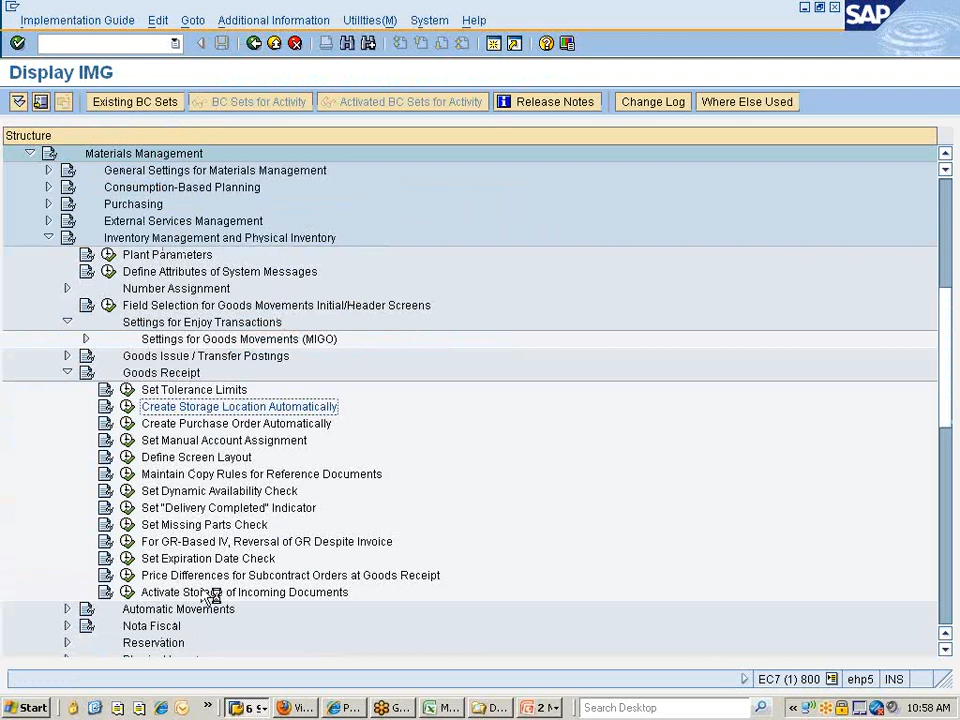 Implementation Guide Edit Goto Additional Information Utilities(M) System Help
SAP
Display IMG
Existing BC Sets BC Sets for Activity Activated BC Sets for Activity Release Notes Change Log Where Else Used
Structure
Materials Management
General Settings for Materials Management
Consumption-Based Planning
Purchasing
External Services Management
Inventory Management and Physical Inventory
Plant Parameters
Define Attributes of System Messages
Number Assignment
Field Selection for Goods Movements Initial/Header Screens
Settings for Enjoy Transactions
Settings for Goods Movements (MIGO)
Goods Issue / Transfer Postings
Goods Receipt
Set Tolerance Limits
Create Storage Location Automatically
Create Purchase Order Automatically
Set Manual Account Assignment
Define Screen Layout
Maintain Copy Rules for Reference Documents
Set Dynamic Availability Check
Set "Delivery Completed" Indicator
Set Missing Parts Check
For GR-Based IV, Reversal of GR Despite Invoice
Set Expiration Date Check
Price Differences for Subcontract Orders at Goods Receipt
Activate Storage of Incoming Documents
Automatic Movements
Nota Fiscal
Reservation
EC7 (1) 800 ehp5 INS
Start 6 S... Vi... P... G... M... D... 2 N Search Desktop 10:58 AM